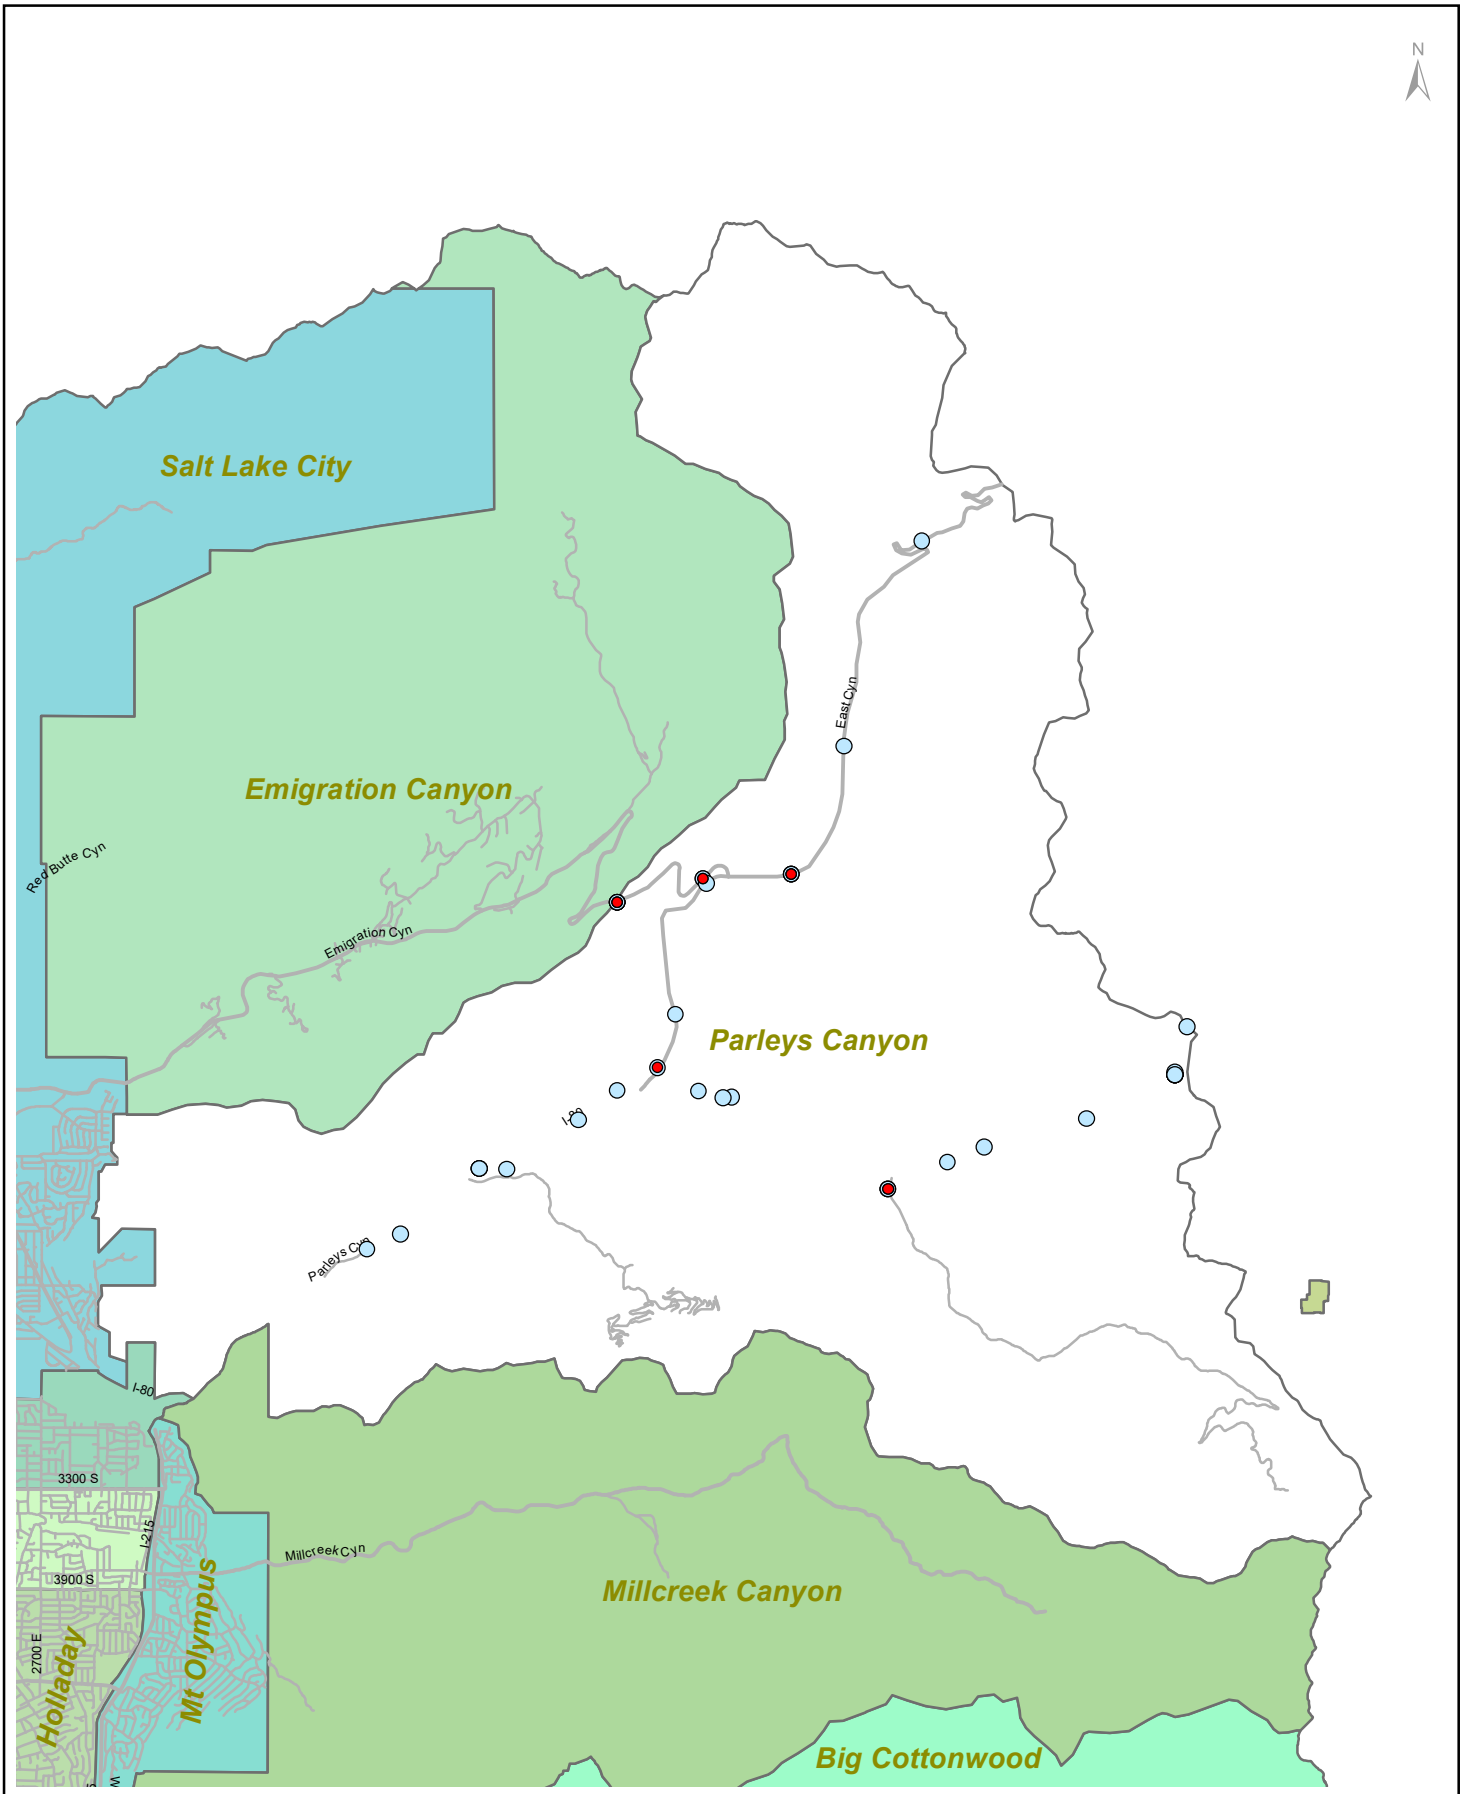 N
Salt Lake City
East Cyn
Emigration Canyon
Red Butte Cyn
Emigration Cyn
Parleys Canyon
Parleys Cyn
I-80
3300 S
I-215
Millcreek Cyn
3900 S
Millcreek Canyon
2700 E
Holladay
Mt Olympus
Big Cottonwood